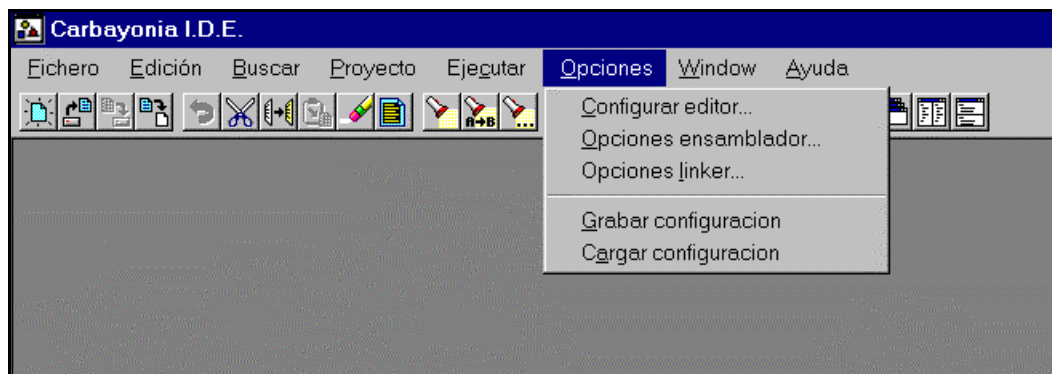 Carbayonia I.D.E.
Fichero Edición Buscar Proyecto Ejecutar Opciones Window Ayuda
A→B ...
Configurar editor...
Opciones ensamblador...
Opciones linker...
Grabar configuracion
Cargar configuracion